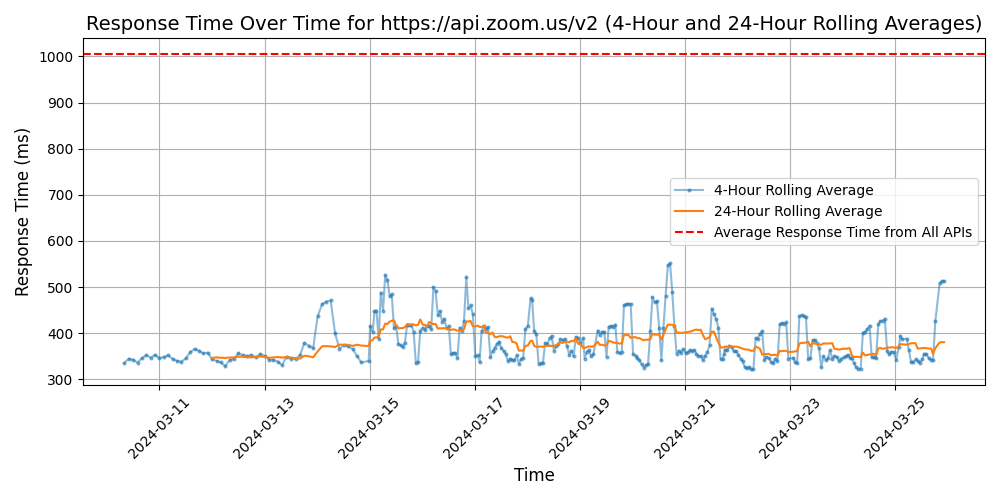 Response Time Over Time for https://api.zoom.us/v2 (4-Hour and 24-Hour Rolling Averages)
Response Time (ms)
1000
900
800
700
600
500
400
300
4-Hour Rolling Average
24-Hour Rolling Average
Average Response Time from All APIs
2024-03-11
2024-03-13
2024-03-15
2024-03-17
2024-03-19
2024-03-21
2024-03-23
2024-03-25
Time